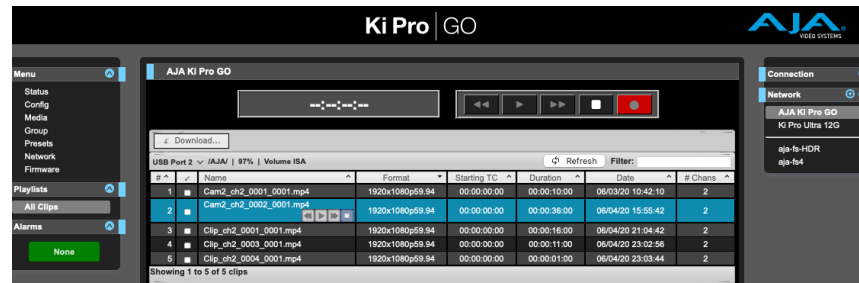 Ki Pro GO
AJA
VIDEO SYSTEMS
Menu
Status
Config
Media
Group
Presets
Network
Firmware
Playlists
All Clips
Alarms
None
AJA Ki Pro GO
--:--:--:--
Download...
USB Port 2 /AJA/ | 97% | Volume ISA
Refresh Filter:
# Name Format Starting TC Duration Date # Chans
1 Cam2_ch2_0001_0001.mp4 1920x1080p59.94 00:00:00:00 00:00:10:00 06/03/20 10:42:10 2
2 Cam2_ch2_0002_0001.mp4 1920x1080p59.94 00:00:00:00 00:00:36:00 06/04/20 15:55:42 2
3 Clip_ch2_0001_0001.mp4 1920x1080p59.94 00:00:00:00 00:00:16:00 06/04/20 21:04:42 2
4 Clip_ch2_0003_0001.mp4 1920x1080p59.94 00:00:00:00 00:00:11:00 06/04/20 23:02:56 2
5 Clip_ch2_0004_0001.mp4 1920x1080p59.94 00:00:00:00 00:00:01:00 06/04/20 23:03:44 2
Showing 1 to 5 of 5 clips
Connection
Network
AJA Ki Pro GO
Ki Pro Ultra 12G
aja-fs-HDR
aja-fs4